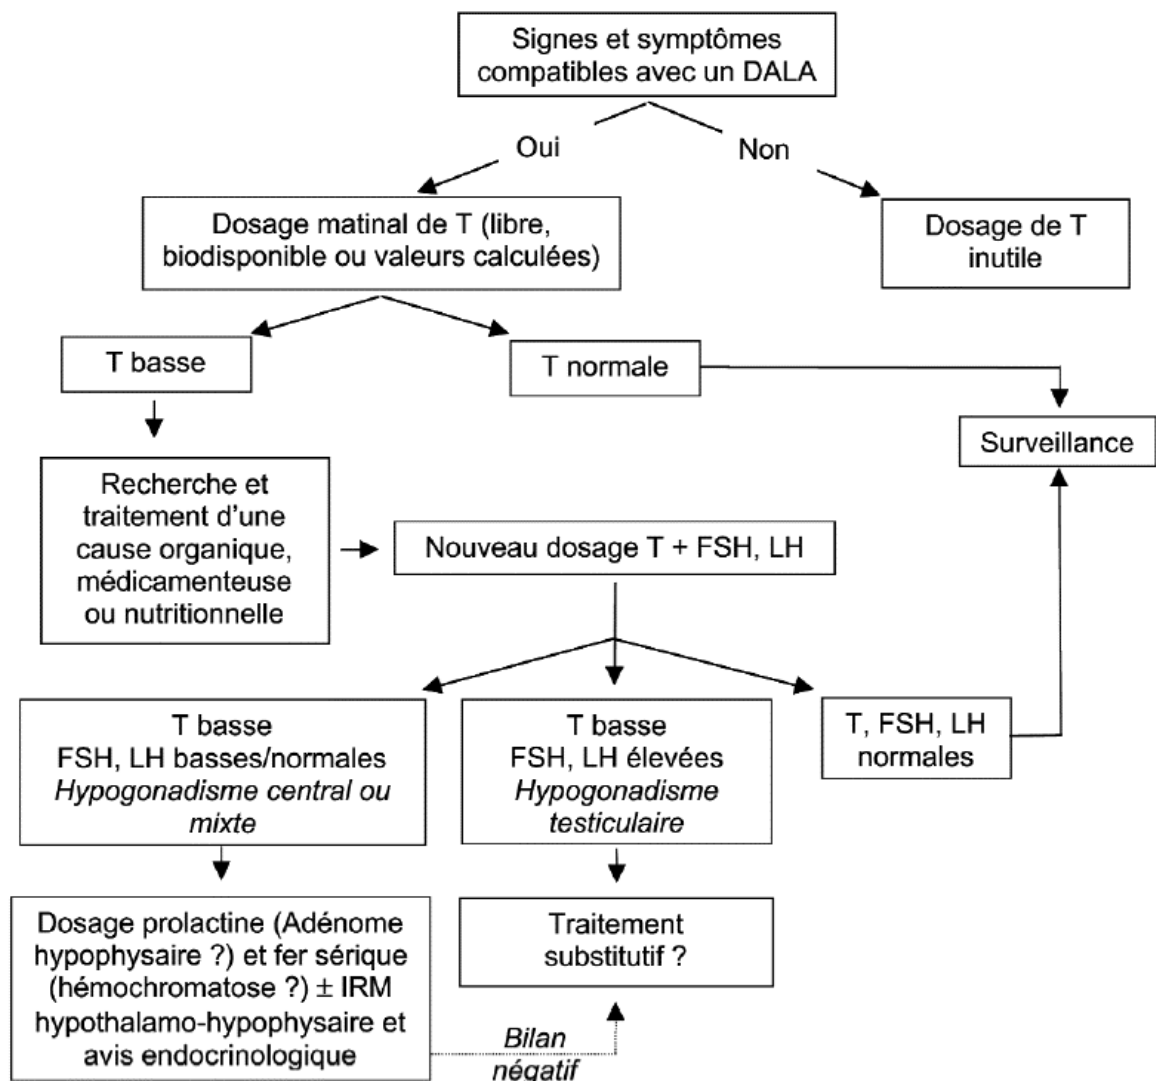 Signes et symptômes
compatibles avec un DALA
Oui
Non
Dosage matinal de T (libre,
biodisponible ou valeurs calculées)
Dosage de T
inutile
T basse
T normale
Surveillance
Recherche et
traitement d'une
cause organique,
médicamenteuse
ou nutritionnelle
Nouveau dosage T + FSH, LH
T basse
FSH, LH basses/normales
Hypogonadisme central ou
mixte
T basse
FSH, LH élevées
Hypogonadisme
testiculaire
T, FSH, LH
normales
Dosage prolactine (Adénome
hypophysaire ?) et fer sérique
(hémochromatose ?) ± IRM
hypothalamo-hypophysaire et
avis endocrinologique
Traitement
substitutif ?
Bilan
négatif